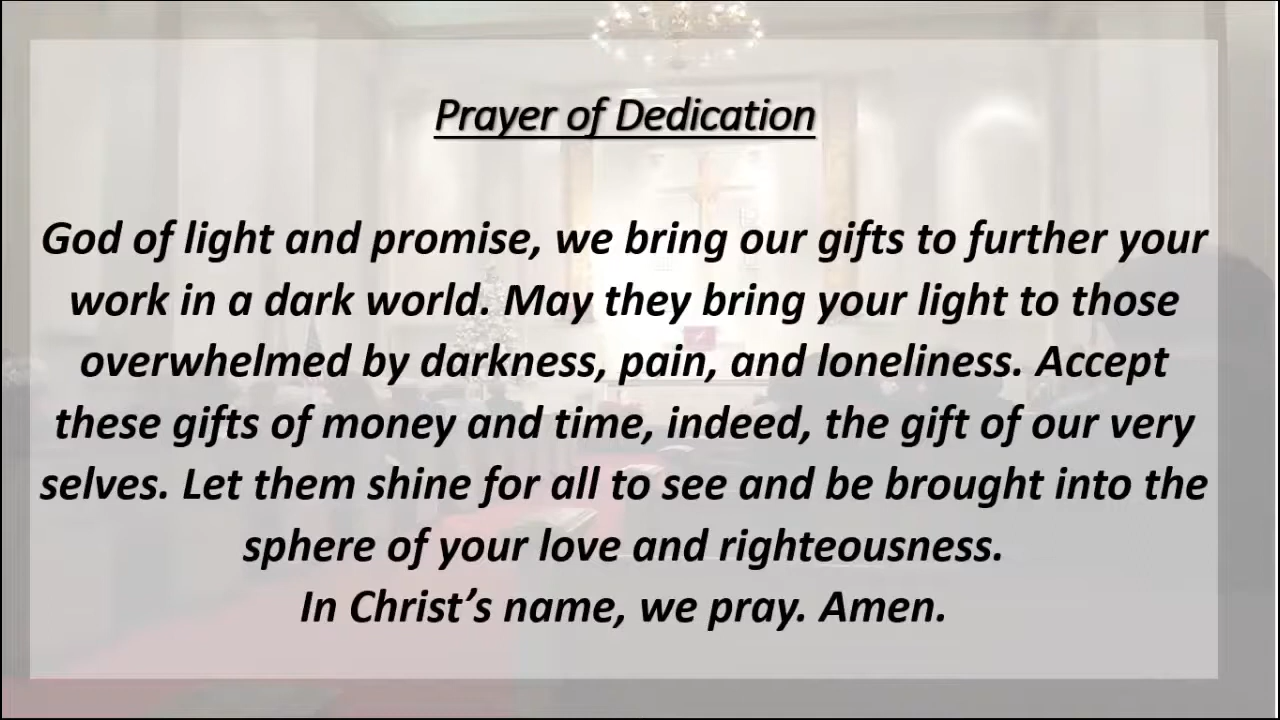 Prayer of Dedication
God of light and promise, we bring our gifts to further your
work in a dark world. May they bring your light to those
overwhelmed by darkness, pain, and loneliness. Accept
these gifts of money and time, indeed, the gift of our very
selves. Let them shine for all to see and be brought into the
sphere of your love and righteousness.
In Christ’s name, we pray. Amen.